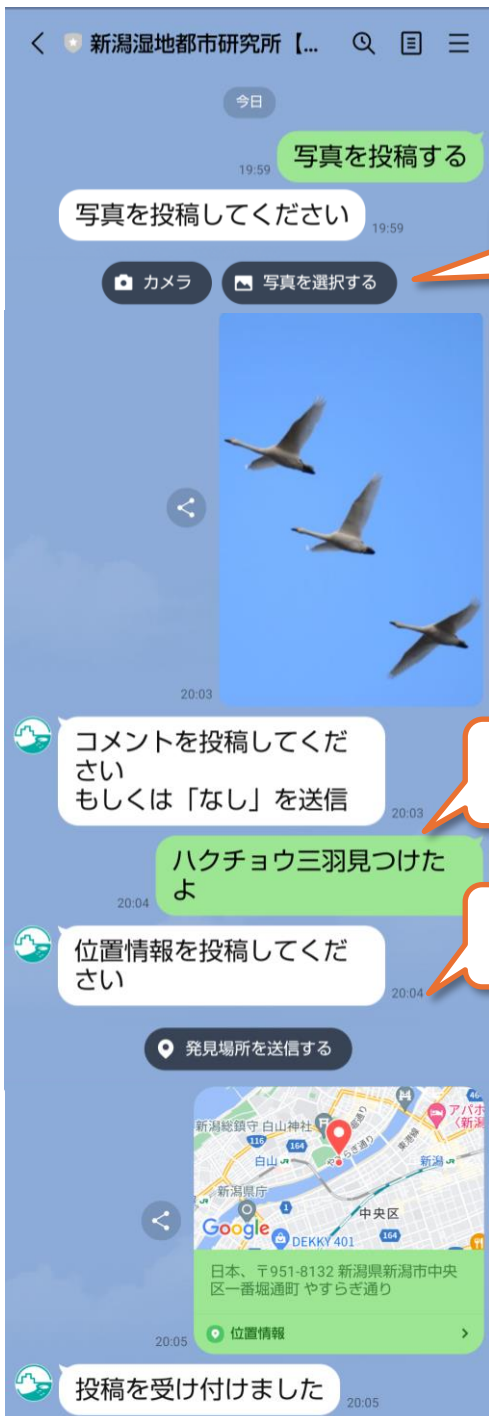 新潟湿地都市研究所【...
今日
写真を投稿する
19:59
写真を投稿してください
19:59
カメラ
写真を選択する
20:03
コメントを投稿してくだ
さい
もしくは「なし」を送信
20:03
ハクチョウ三羽見つけた
よ
20:04
位置情報を投稿してくだ
さい
20:04
発見場所を送信する
新潟総鎮守 白山神社
アパホ
(新潟
116
164
やすらぎ通り
白山
新潟
新潟県庁
中央区
Google
DEKKY 401
164
日本、〒951-8132 新潟県新潟市中央
区一番堀通町 やすらぎ通り
20:05
位置情報
投稿を受け付けました
20:05